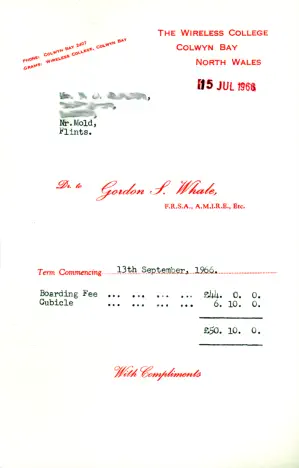 THE WIRELESS COLLEGE
COLWYN BAY
NORTH WALES
PHONE: COLWYN BAY 2407
GRAMS: WIRELESS COLLEGE, COLWYN BAY
15 JUL 1966
Nr. Mold,
Flints.
Dr. to Gordon S. Whale,
F.R.S.A., A.M.I.R.E., Etc.
Term Commencing 13th September, 1966.
Boarding Fee ... ... ... ... £44. 0. 0.
Cubicle ... ... ... ... 6. 10. 0.
£50. 10. 0.
With Compliments